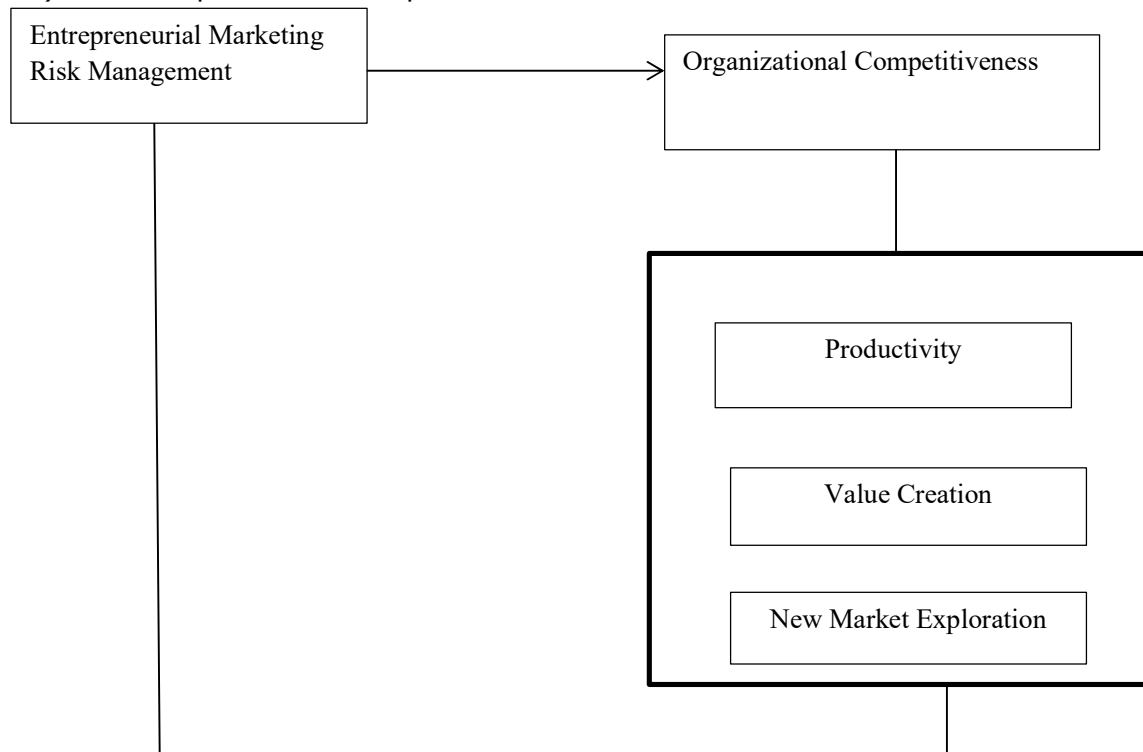 Entrepreneurial Marketing
Risk Management
Organizational Competitiveness
Productivity
Value Creation
New Market Exploration